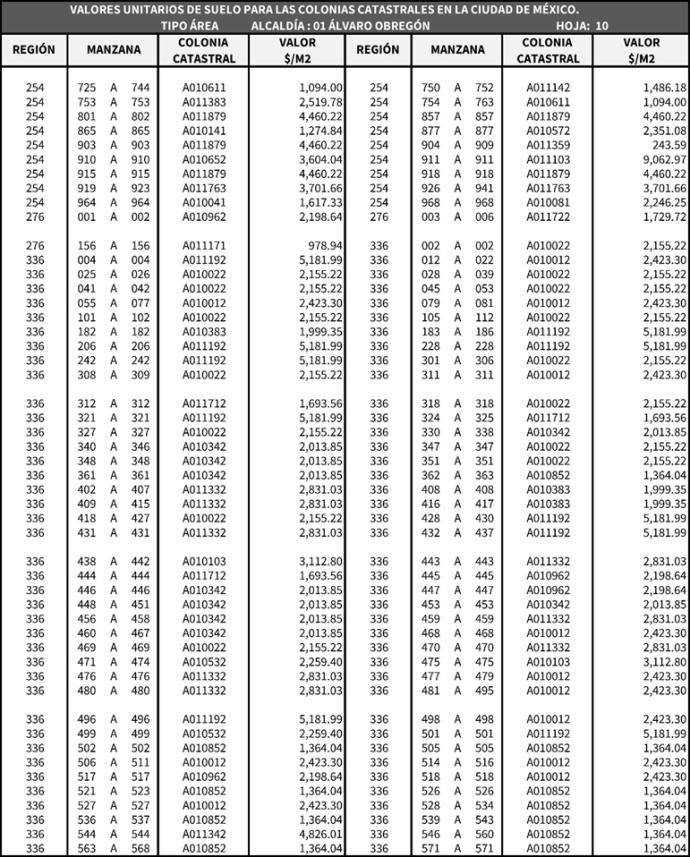 VALORES UNITARIOS DE SUELO PARA LAS COLONIAS CATASTRALES EN LA CIUDAD DE MÉXICO.
TIPO ÁREA ALCALDÍA : 01 ÁLVARO OBREGÓN HOJA: 10
REGIÓN MANZANA COLONIA CATASTRAL VALOR $/M2 REGIÓN MANZANA COLONIA CATASTRAL VALOR $/M2
254 725 A 744 A010611 1,094.00 254 750 A 752 A011142 1,486.18
254 753 A 753 A011383 2,519.78 254 754 A 763 A010611 1,094.00
254 801 A 802 A011879 4,460.22 254 857 A 857 A011879 4,460.22
254 865 A 865 A010141 1,274.84 254 877 A 877 A010572 2,351.08
254 903 A 903 A011879 4,460.22 254 904 A 909 A011359 243.59
254 910 A 910 A010652 3,604.04 254 911 A 911 A011103 9,062.97
254 915 A 915 A011879 4,460.22 254 918 A 918 A011879 4,460.22
254 919 A 923 A011763 3,701.66 254 926 A 941 A011763 3,701.66
254 964 A 964 A010041 1,617.33 254 968 A 968 A010081 2,246.25
276 001 A 002 A010962 2,198.64 276 003 A 006 A011722 1,729.72
276 156 A 156 A011171 978.94 336 002 A 002 A010022 2,155.22
336 004 A 004 A011192 5,181.99 336 012 A 022 A010012 2,423.30
336 025 A 026 A010022 2,155.22 336 028 A 039 A010022 2,155.22
336 041 A 042 A010022 2,155.22 336 045 A 053 A010022 2,155.22
336 055 A 077 A010012 2,423.30 336 079 A 081 A010012 2,423.30
336 101 A 102 A010022 2,155.22 336 105 A 112 A010022 2,155.22
336 182 A 182 A010383 1,999.35 336 183 A 186 A011192 5,181.99
336 206 A 206 A011192 5,181.99 336 228 A 228 A011192 5,181.99
336 242 A 242 A011192 5,181.99 336 301 A 306 A010022 2,155.22
336 308 A 309 A010022 2,155.22 336 311 A 311 A010012 2,423.30
336 312 A 312 A011712 1,693.56 336 318 A 318 A010022 2,155.22
336 321 A 321 A011192 5,181.99 336 324 A 325 A011712 1,693.56
336 327 A 327 A010022 2,155.22 336 330 A 338 A010342 2,013.85
336 340 A 346 A010342 2,013.85 336 347 A 347 A010022 2,155.22
336 348 A 348 A010342 2,013.85 336 351 A 351 A010022 2,155.22
336 361 A 361 A010342 2,013.85 336 362 A 363 A010852 1,364.04
336 402 A 407 A011332 2,831.03 336 408 A 408 A010383 1,999.35
336 409 A 415 A011332 2,831.03 336 416 A 417 A010383 1,999.35
336 418 A 427 A010022 2,155.22 336 428 A 430 A011192 5,181.99
336 431 A 431 A011332 2,831.03 336 432 A 437 A011192 5,181.99
336 438 A 442 A010103 3,112.80 336 443 A 443 A011332 2,831.03
336 444 A 444 A011712 1,693.56 336 445 A 445 A010962 2,198.64
336 446 A 446 A010342 2,013.85 336 447 A 447 A010962 2,198.64
336 448 A 451 A010342 2,013.85 336 453 A 453 A010342 2,013.85
336 456 A 458 A010342 2,013.85 336 459 A 459 A011332 2,831.03
336 460 A 467 A010342 2,013.85 336 468 A 468 A010012 2,423.30
336 469 A 469 A010022 2,155.22 336 470 A 470 A011332 2,831.03
336 471 A 474 A010532 2,259.40 336 475 A 475 A010103 3,112.80
336 476 A 476 A011332 2,831.03 336 477 A 479 A010012 2,423.30
336 480 A 480 A011332 2,831.03 336 481 A 495 A010012 2,423.30
336 496 A 496 A011192 5,181.99 336 498 A 498 A010012 2,423.30
336 499 A 499 A010532 2,259.40 336 501 A 501 A011192 5,181.99
336 502 A 502 A010852 1,364.04 336 505 A 505 A010852 1,364.04
336 506 A 511 A010012 2,423.30 336 514 A 516 A010012 2,423.30
336 517 A 517 A010962 2,198.64 336 518 A 518 A010012 2,423.30
336 521 A 523 A010852 1,364.04 336 526 A 526 A010852 1,364.04
336 527 A 527 A010012 2,423.30 336 528 A 534 A010852 1,364.04
336 536 A 537 A010852 1,364.04 336 539 A 543 A010852 1,364.04
336 544 A 544 A011342 4,826.01 336 546 A 560 A010852 1,364.04
336 563 A 568 A010852 1,364.04 336 571 A 571 A010852 1,364.04